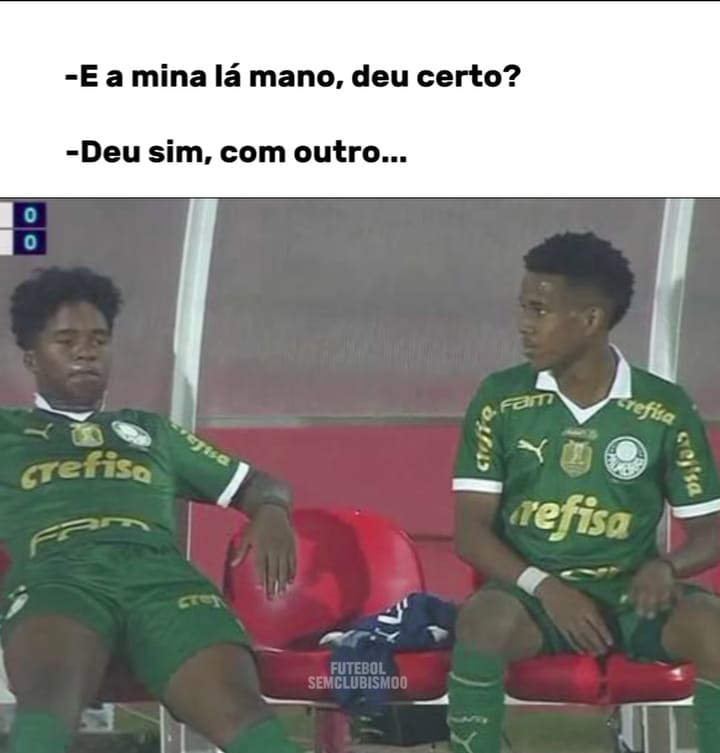 -E a mina lá mano, deu certo?
-Deu sim, com outro...
0
0
FAM
crefisa
crefisa
crefisa
crefisa
crefisa
crefisa
FAM
FUTEBOL
SEMCLUBISMOO